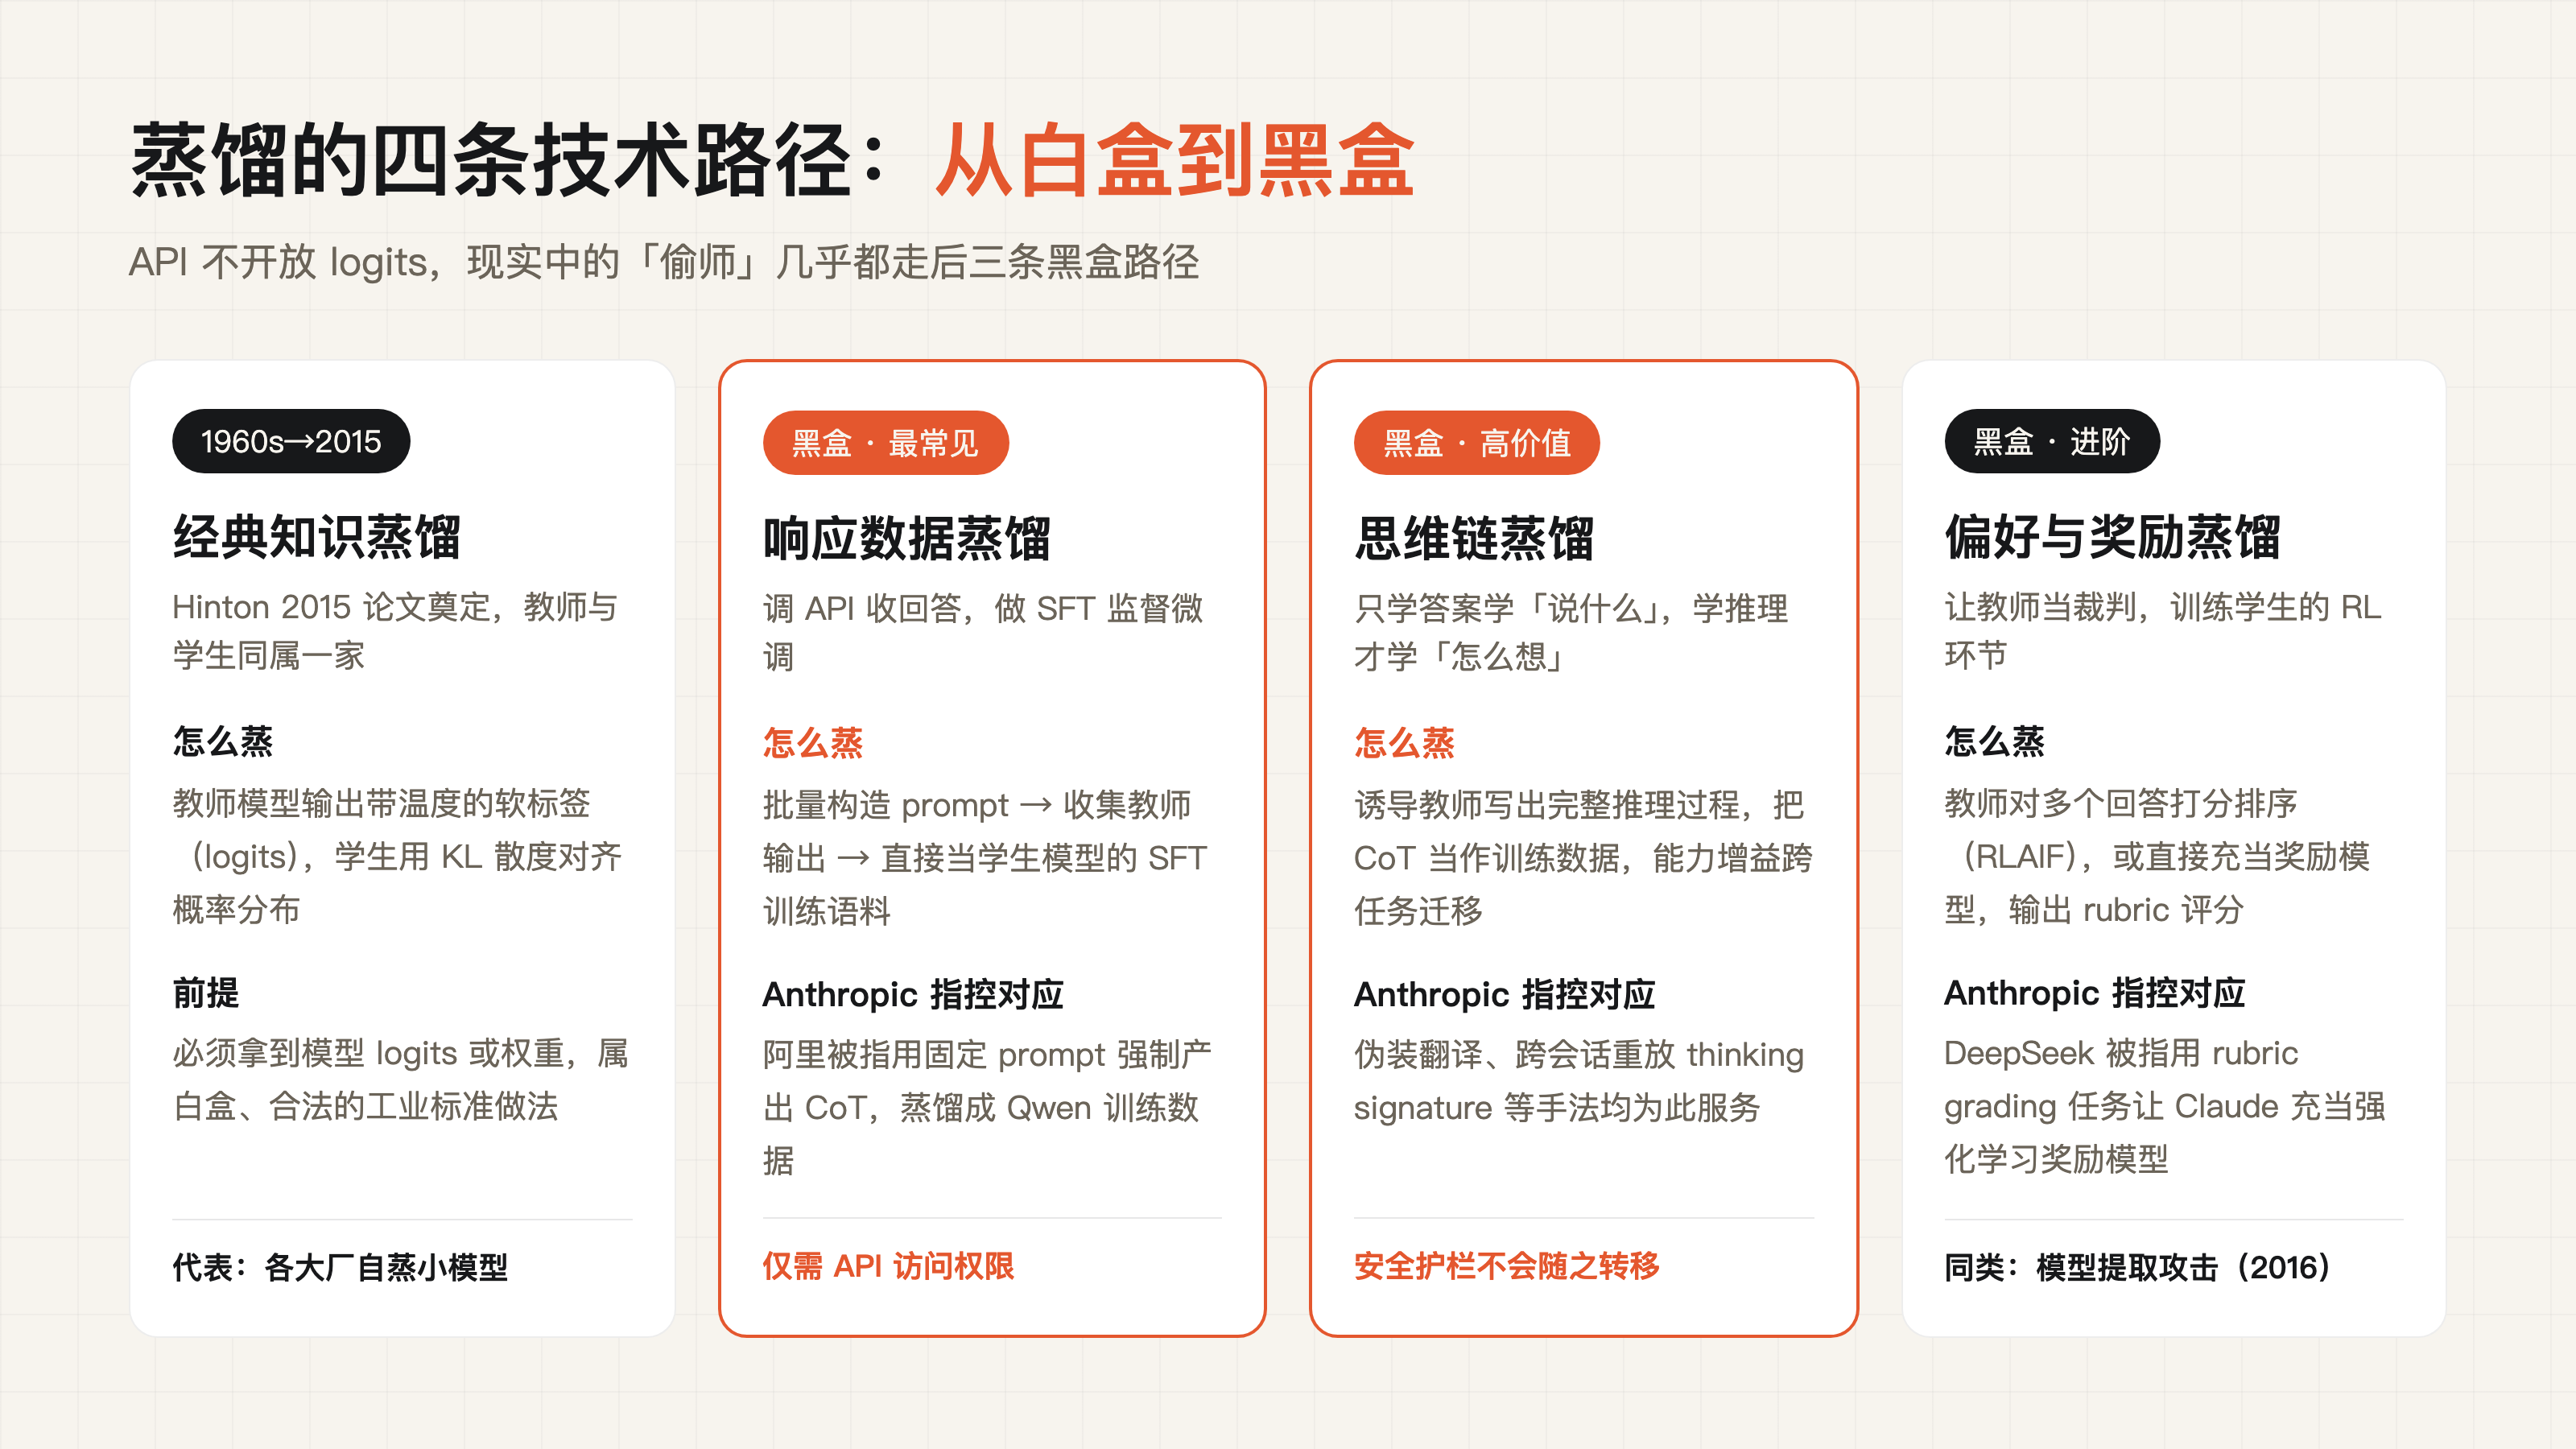 蒸馏的四条技术路径：从白盒到黑盒
API 不开放 logits，现实中的「偷师」几乎都走后三条黑盒路径
1960s→2015
经典知识蒸馏
Hinton 2015 论文奠定，教师与
学生同属一家
怎么蒸
教师模型输出带温度的软标签
（logits），学生用 KL 散度对齐
概率分布
前提
必须拿到模型 logits 或权重，属
白盒、合法的工业标准做法
代表：各大厂自蒸小模型
黑盒 · 最常见
响应数据蒸馏
调 API 收回答，做 SFT 监督微
调
怎么蒸
批量构造 prompt → 收集教师
输出 → 直接当学生模型的 SFT
训练语料
Anthropic 指控对应
阿里被指用固定 prompt 强制产
出 CoT，蒸馏成 Qwen 训练数
据
仅需 API 访问权限
黑盒 · 高价值
思维链蒸馏
只学答案学「说什么」，学推理
才学「怎么想」
怎么蒸
诱导教师写出完整推理过程，把
CoT 当作训练数据，能力增益跨
任务迁移
Anthropic 指控对应
伪装翻译、跨会话重放 thinking
signature 等手法均为此服务
安全护栏不会随之转移
黑盒 · 进阶
偏好与奖励蒸馏
让教师当裁判，训练学生的 RL
环节
怎么蒸
教师对多个回答打分排序
（RLAIF），或直接充当奖励模
型，输出 rubric 评分
Anthropic 指控对应
DeepSeek 被指用 rubric
grading 任务让 Claude 充当强
化学习奖励模型
同类：模型提取攻击（2016）